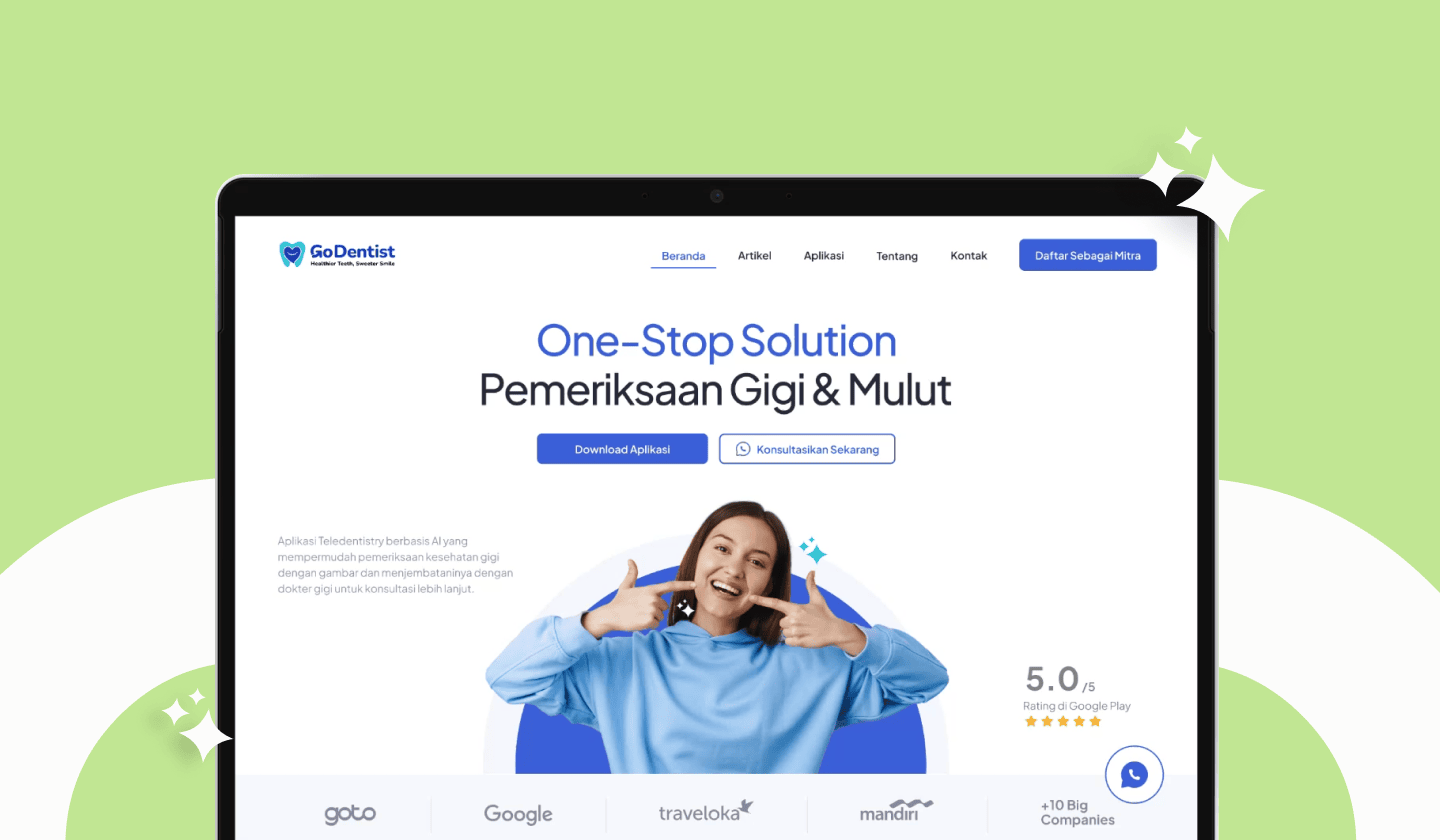 GoDentist
Healthier Teeth, Sweeter Smile
Beranda
Artikel
Aplikasi
Tentang
Kontak
Daftar Sebagai Mitra
One-Stop Solution
Pemeriksaan Gigi & Mulut
Download Aplikasi
Konsultasikan Sekarang
Aplikasi Teledentistry berbasis AI yang
mempermudah pemeriksaan kesehatan gigi
dengan gambar dan menjembataninya dengan
dokter gigi untuk konsultasi lebih lanjut.
5.0 /5
Rating di Google Play
goto
Google
traveloka
mandiri
+10 Big
Companies